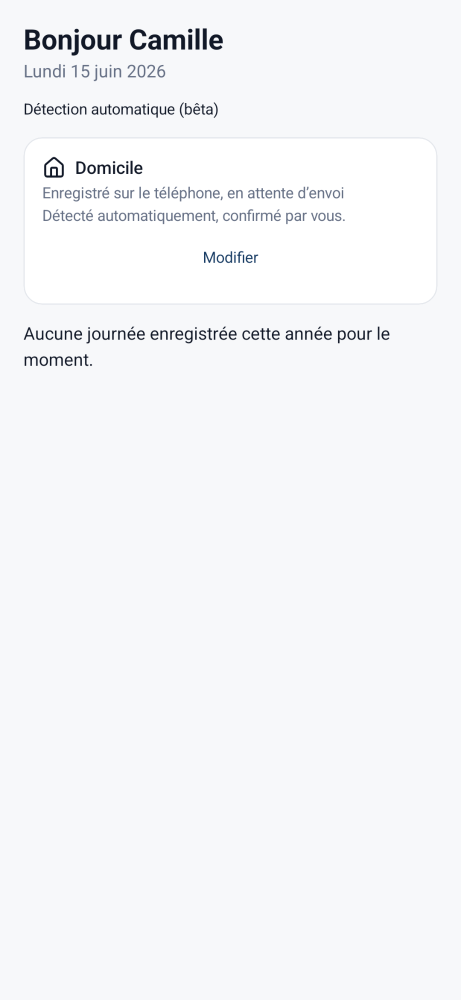 Bonjour Camille
Lundi 15 juin 2026
Détection automatique (bêta)
Domicile
Enregistré sur le téléphone, en attente d’envoi
Détecté automatiquement, confirmé par vous.
Modifier
Aucune journée enregistrée cette année pour le
moment.